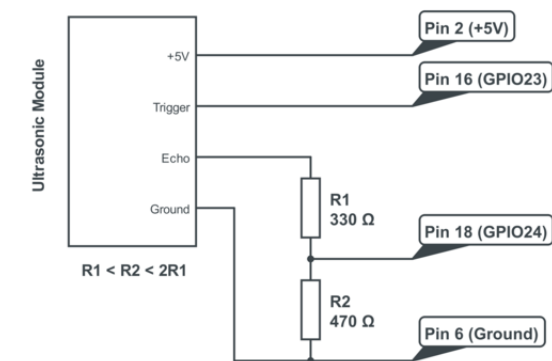 Ultrasonic Module
+5V
Trigger
Echo
Ground
R1 < R2 < 2R1
R1
330 Ω
R2
470 Ω
Pin 2 (+5V)
Pin 16 (GPIO23)
Pin 18 (GPIO24)
Pin 6 (Ground)